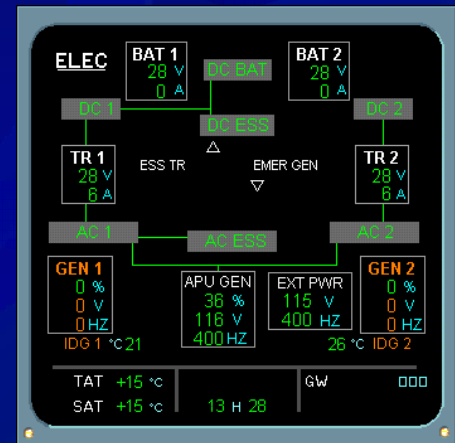 ELEC
BAT 1
28 V
0 A
DC BAT
BAT 2
28 V
0 A
DC 1
DC ESS
DC 2
TR 1
28 V
6 A
ESS TR
EMER GEN
TR 2
28 V
6 A
AC 1
AC ESS
AC 2
GEN 1
0 %
0 V
0 HZ
IDG 1 °C 21
APU GEN
36 %
116 V
400 HZ
EXT PWR
115 V
400 HZ
GEN 2
0 %
0 V
0 HZ
26 °C IDG 2
TAT +15 °C
SAT +15 °C
13 H 28
GW